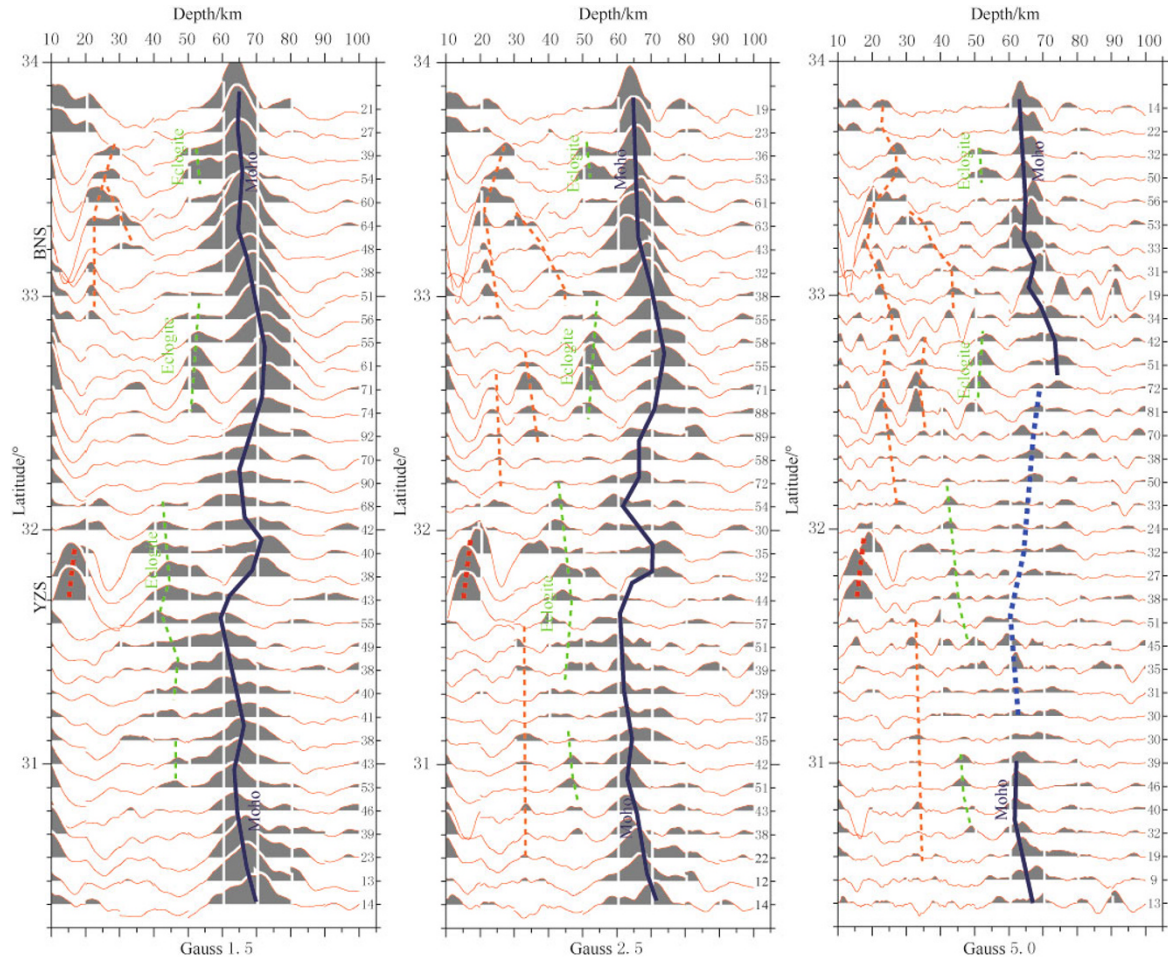 Depth/km Depth/km Depth/km
10 20 30 40 50 60 70 80 90 100 10 20 30 40 50 60 70 80 90 100 10 20 30 40 50 60 70 80 90 100
34 34 34
21 19 14
27 23 22
39 36 32
Eclogite Eclogite Eclogite
Moho Moho Moho
54 53 50
60 61 56
64 63 53
BNS
48 43 33
38 32 31
33 33 33
51 38 19
56 55 34
55 58 42
Eclogite Eclogite Eclogite
61 55 51
71 71 72
74 88 81
92 89 70
70 58 38
90 72 50
Latitude/° Latitude/° Latitude/°
68 54 33
32 32 32
42 30 24
40 35 32
Eclogite Eclogite
38 32 27
YZS
43 44 38
55 57 51
49 51 45
38 39 35
40 39 31
41 37 30
38 35 30
31 31 31
43 42 39
53 51 46
46 43 40
Moho Moho Moho
39 38 32
23 22 19
13 12 9
14 14 13
Gauss 1.5 Gauss 2.5 Gauss 5.0